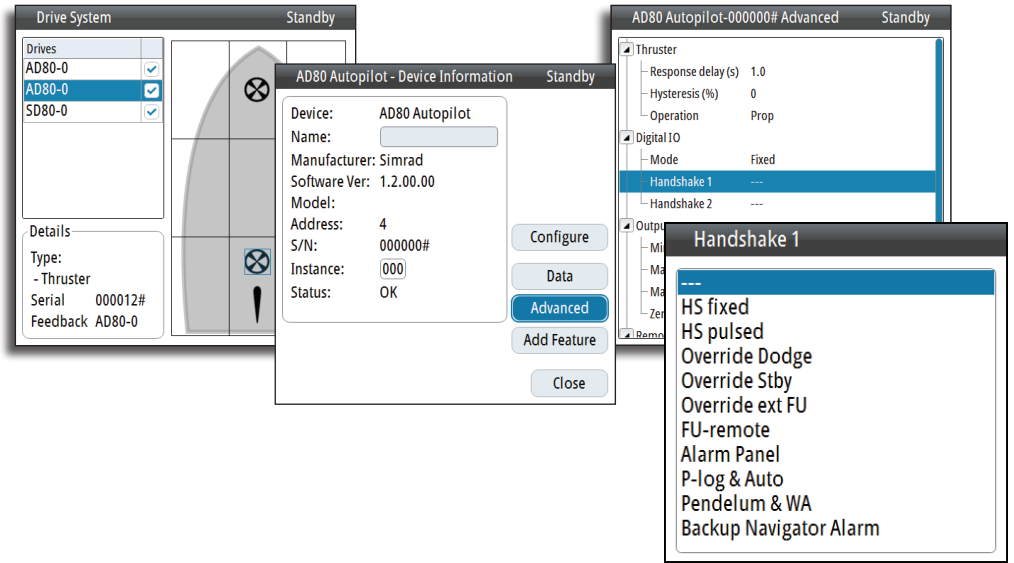 Drive System Standby
Drives
AD80-0
AD80-0
SD80-0
Details
Type:
- Thruster
Serial 000012#
Feedback AD80-0
AD80 Autopilot - Device Information Standby
Device: AD80 Autopilot
Name:
Manufacturer: Simrad
Software Ver: 1.2.00.00
Model:
Address: 4
S/N: 000000#
Instance: 000
Status: OK
Configure
Data
Advanced
Add Feature
Close
AD80 Autopilot-000000# Advanced Standby
Thruster
Response delay (s) 1.0
Hysteresis (%) 0
Operation Prop
Digital IO
Mode Fixed
Handshake 1 ---
Handshake 2 ---
Handshake 1
---
HS fixed
HS pulsed
Override Dodge
Override Stby
Override ext FU
FU-remote
Alarm Panel
P-log & Auto
Pendelum & WA
Backup Navigator Alarm